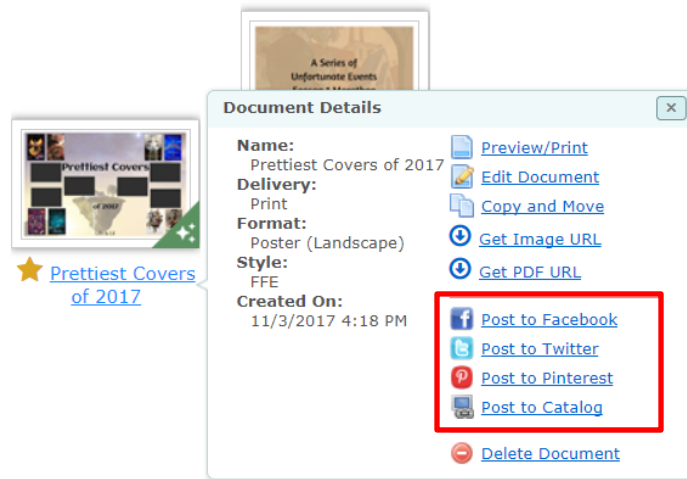 A Series of
Unfortunate Events
Season 1 Marathon
Prettiest Covers
of 2017
Prettiest Covers
of 2017
Document Details
x
Name:
Prettiest Covers of 2017
Delivery:
Print
Format:
Poster (Landscape)
Style:
FFE
Created On:
11/3/2017 4:18 PM
Preview/Print
Edit Document
Copy and Move
Get Image URL
Get PDF URL
Post to Facebook
Post to Twitter
Post to Pinterest
Post to Catalog
Delete Document